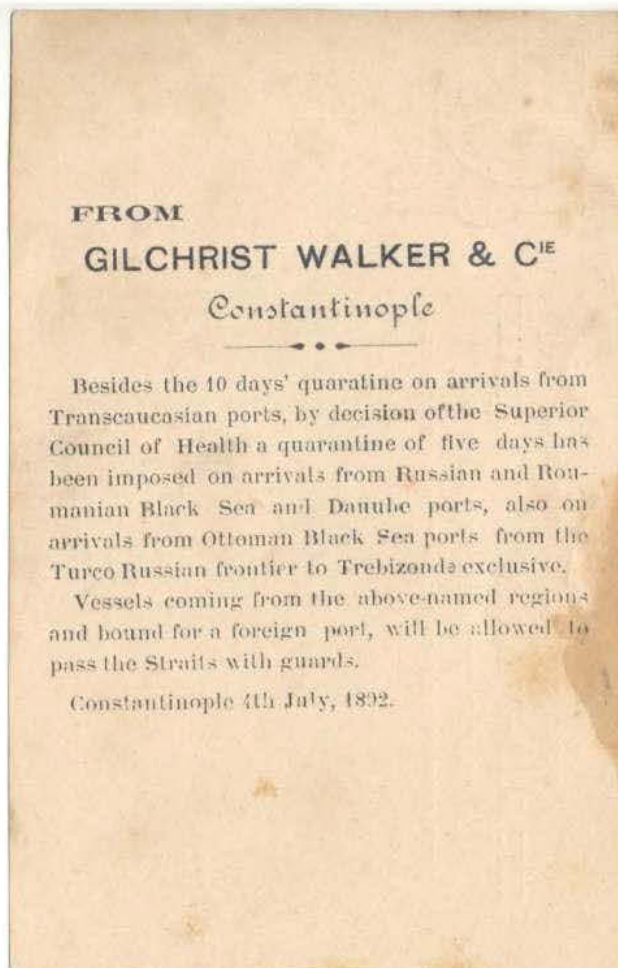 FROM
GILCHRIST WALKER & CIE
Constantinople
Besides the 10 days' quaratine on arrivals from
Transcaucasian ports, by decision ofthe Superior
Council of Health a quarantine of five days has
been imposed on arrivals from Russian and Rou-
manian Black Sea and Danube ports, also on
arrivals from Ottoman Black Sea ports from the
Turco Russian frontier to Trebizonde exclusive.
Vessels coming from the above-named regions
and bound for a foreign port, will be allowed to
pass the Straits with guards.
Constantinople 4th July, 1892.